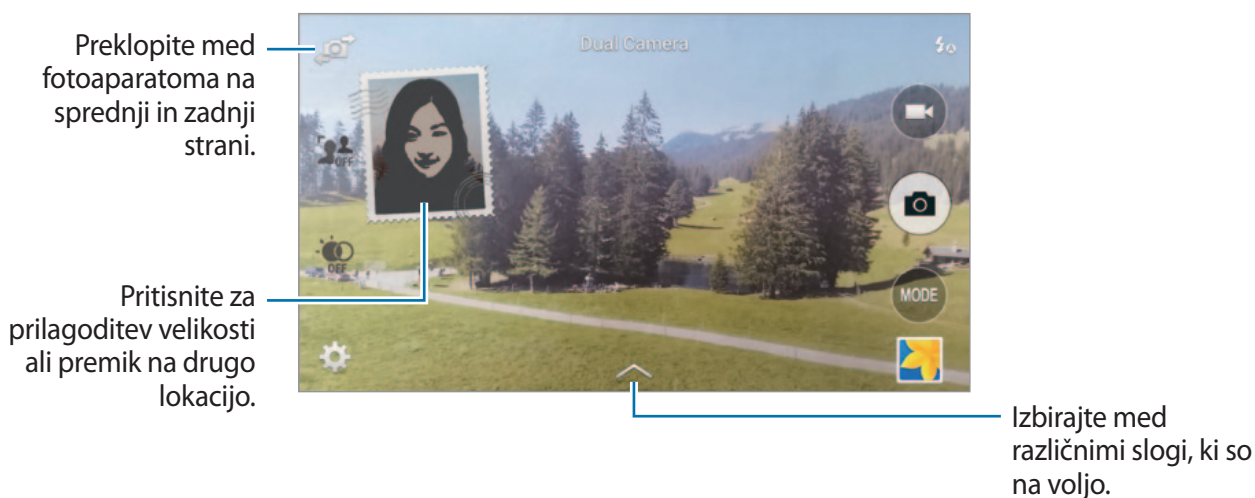 Preklopite med
fotoaparatoma na
sprednji in zadnji
strani.
Dual Camera
OFF
OFF
Pritisnite za
prilagoditev velikosti
ali premik na drugo
lokacijo.
MODE
Izbirajte med
različnimi slogi, ki so
na voljo.